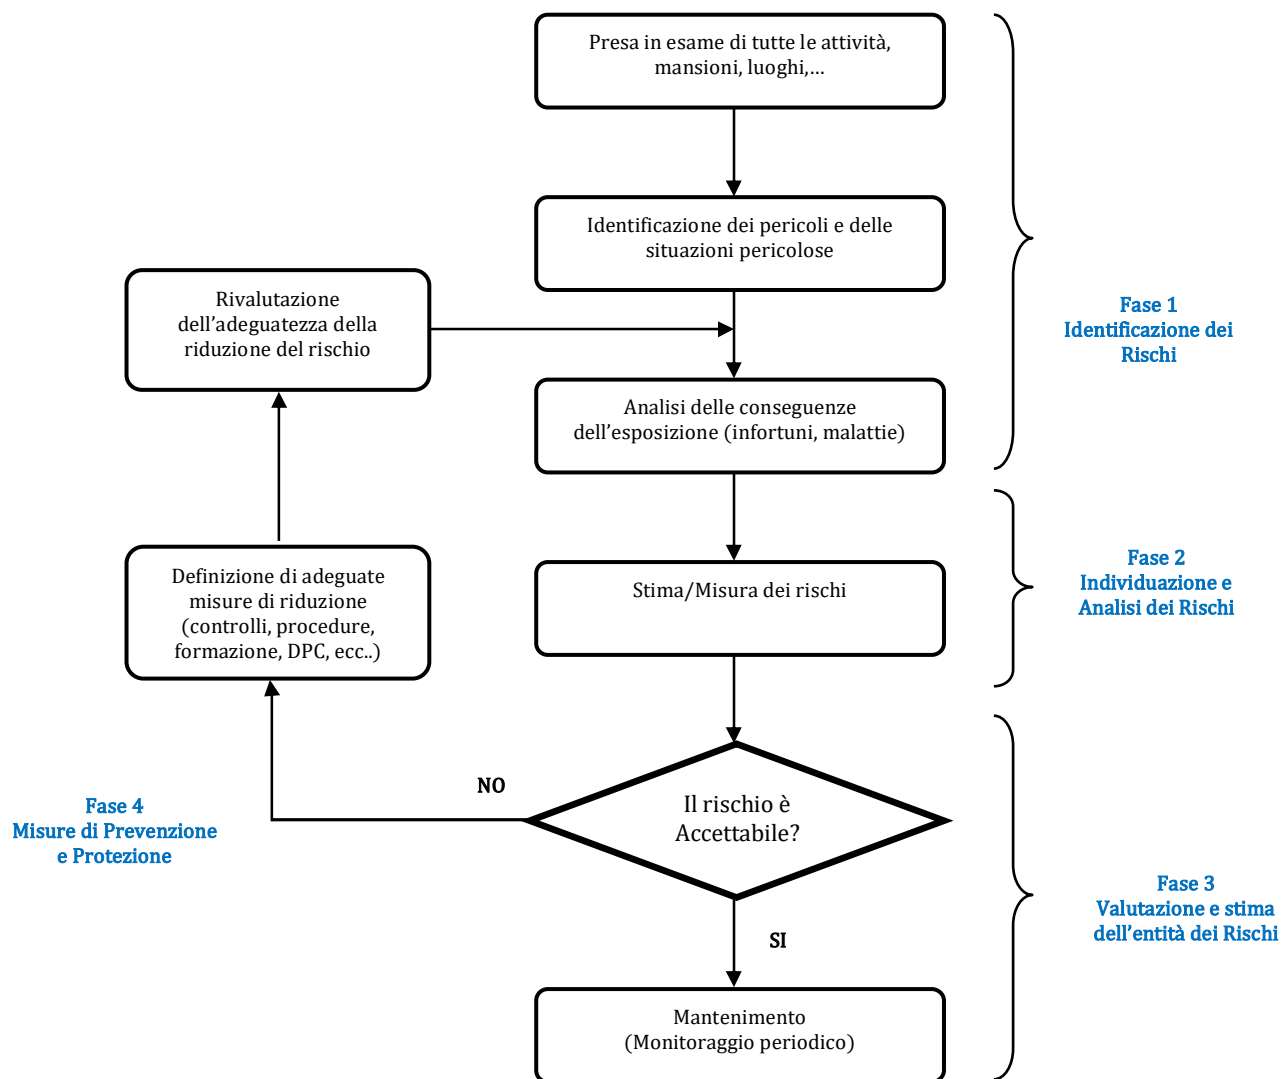 Presa in esame di tutte le attività,
mansioni, luoghi,…
Identificazione dei pericoli e delle
situazioni pericolose
Rivalutazione
dell’adeguatezza della
riduzione del rischio
Fase 1
Identificazione dei
Rischi
Analisi delle conseguenze
dell’esposizione (infortuni, malattie)
Definizione di adeguate
misure di riduzione
(controlli, procedure,
formazione, DPC, ecc..)
Stima/Misura dei rischi
Fase 2
Individuazione e
Analisi dei Rischi
NO
Il rischio è
Accettabile?
Fase 4
Misure di Prevenzione
e Protezione
Fase 3
Valutazione e stima
dell’entità dei Rischi
SI
Mantenimento
(Monitoraggio periodico)